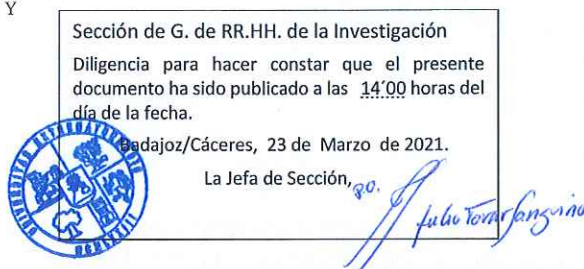 Y
Sección de G. de RR.HH. de la Investigación
Diligencia para hacer constar que el presente
documento ha sido publicado a las 14´00 horas del
día de la fecha.
Badajoz/Cáceres, 23 de Marzo de 2021.
La Jefa de Sección,
P.O.
Julio